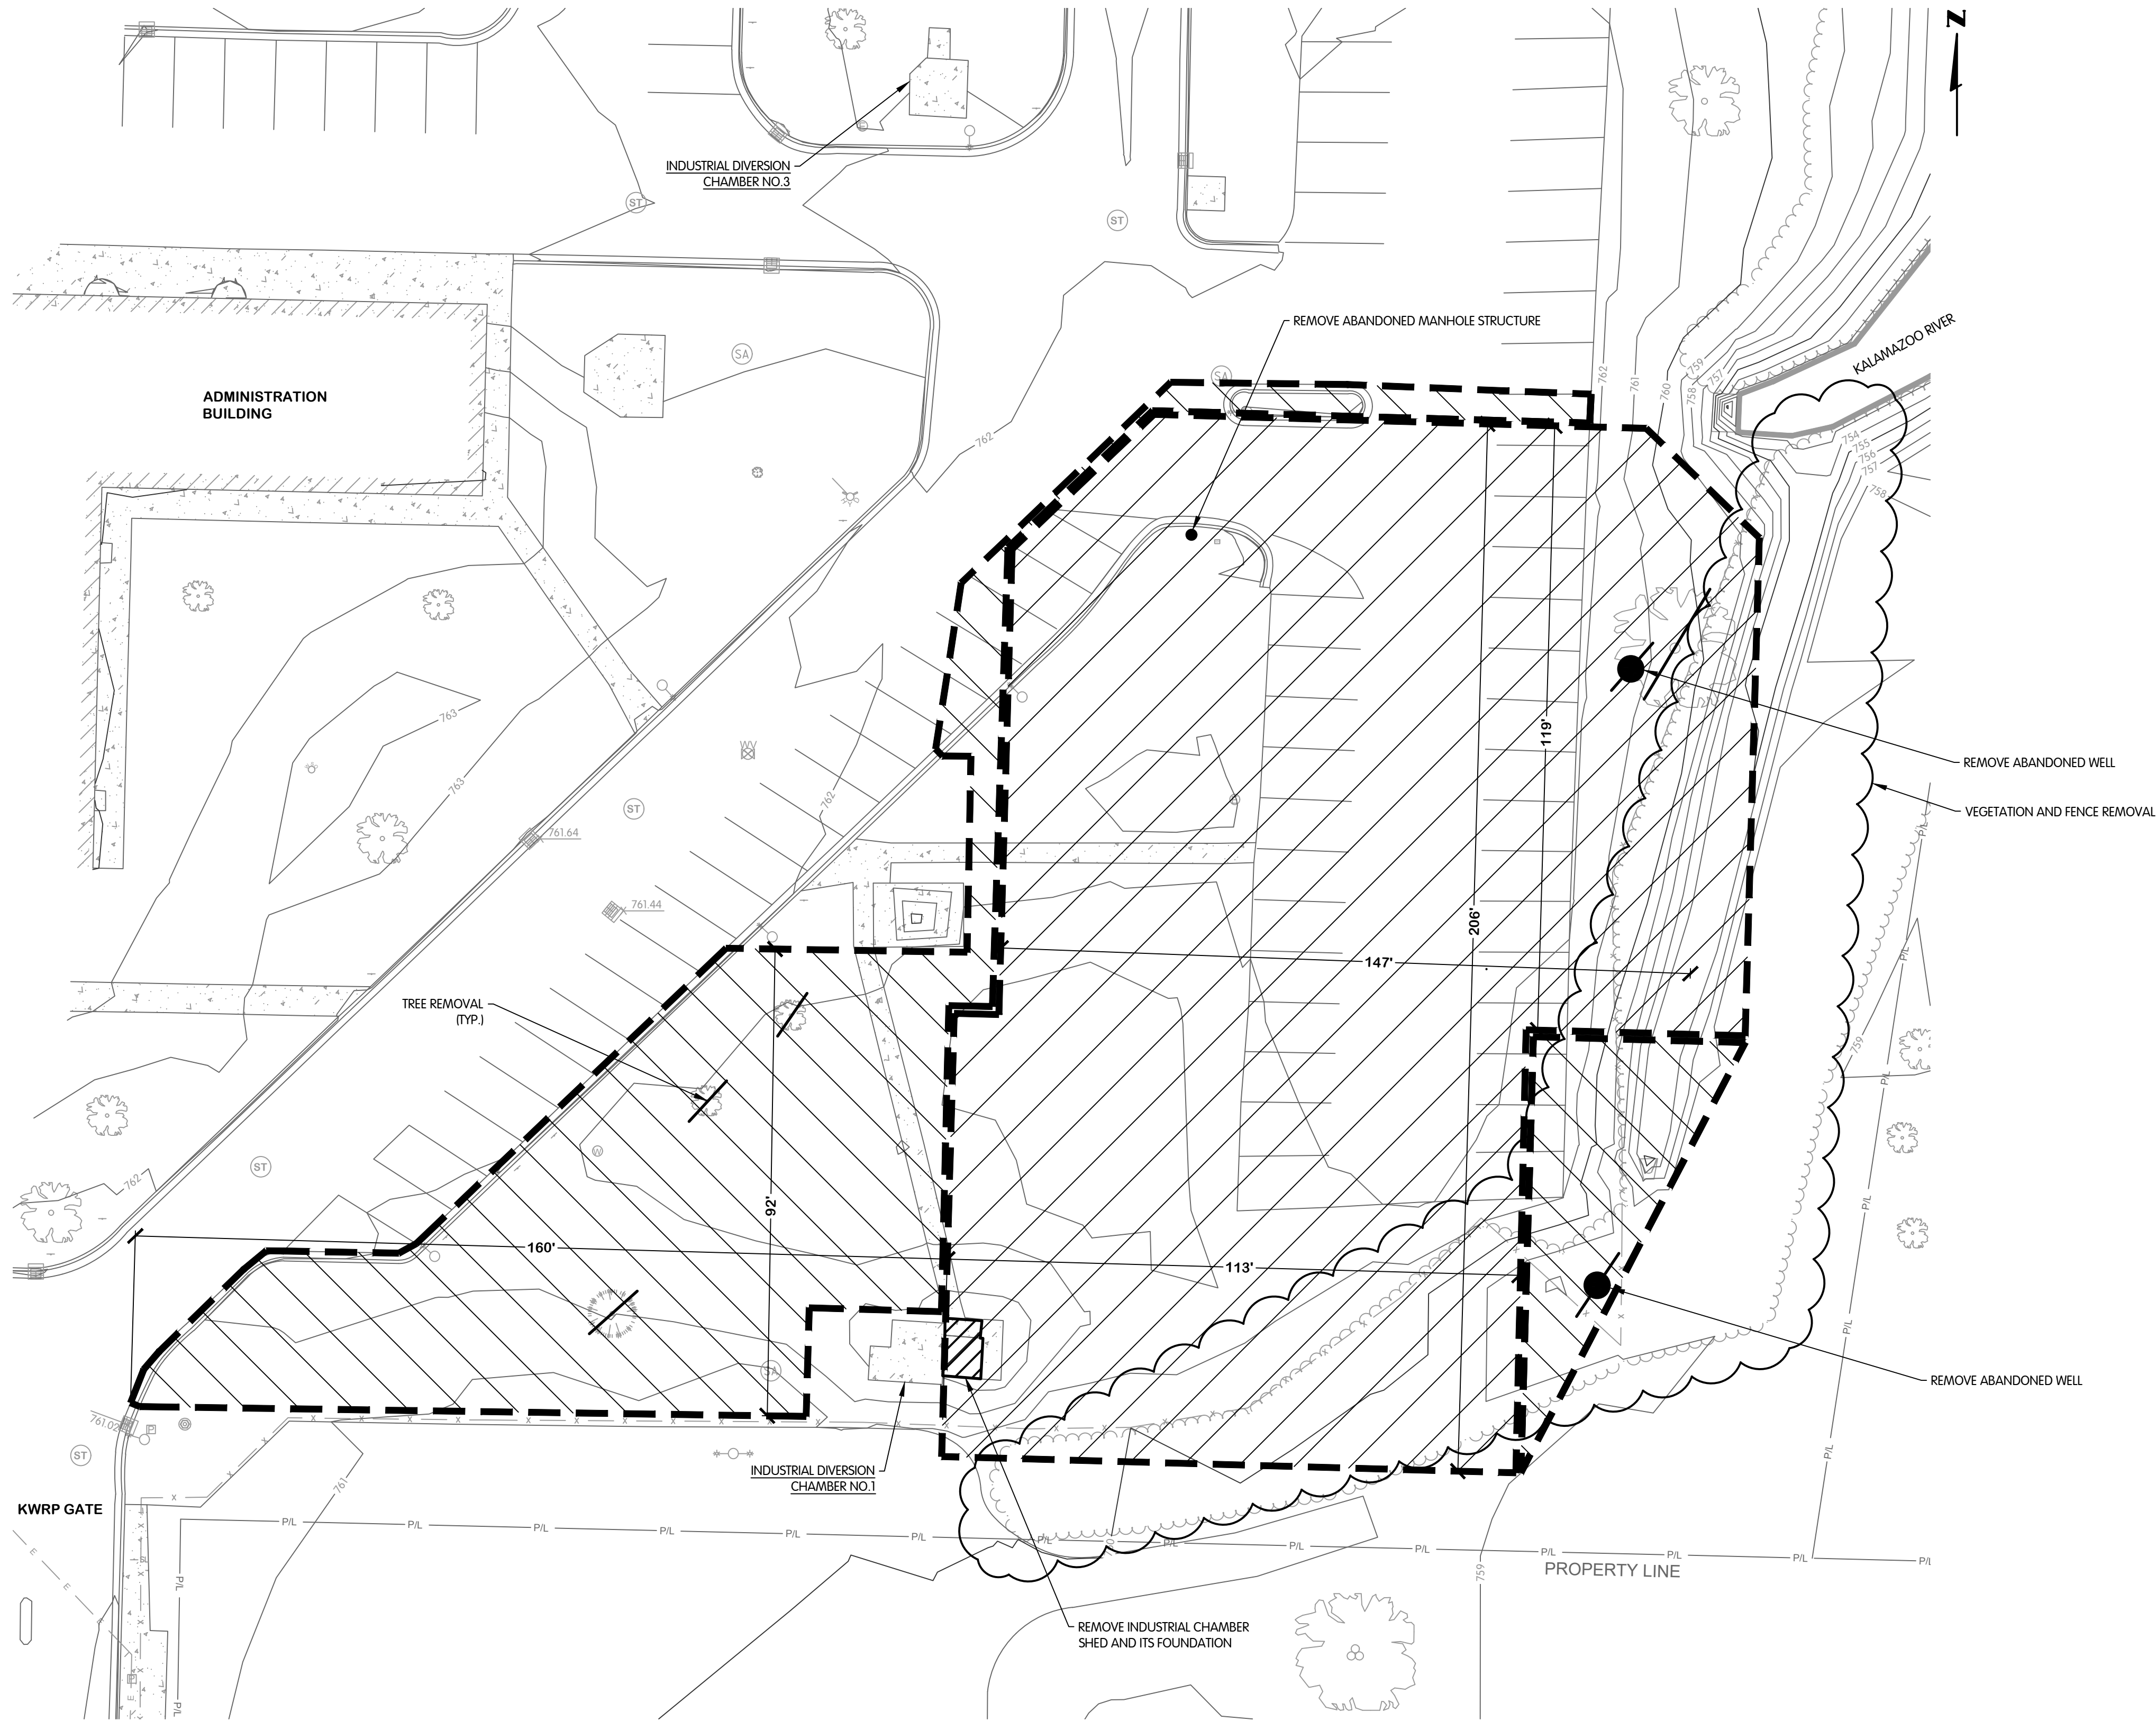 N
INDUSTRIAL DIVERSION
CHAMBER NO.3
ST
ST
KALAMAZOO RIVER
REMOVE ABANDONED MANHOLE STRUCTURE
SA
SA
762
761
760
759
758
757
ADMINISTRATION
BUILDING
762
754
755
756
757
758
763
763
WV
119'
REMOVE ABANDONED WELL
762
ST
VEGETATION AND FENCE REMOVAL
761.64
P/L
761.44
206'
147'
P/L
TREE REMOVAL
(TYP.)
759
P/L
W
ST
762
92'
P/L
160'
113'
P/L
SA
REMOVE ABANDONED WELL
761.02
P
X X X X X X X X X X
ST
P/L
INDUSTRIAL DIVERSION
CHAMBER NO.1
761
KWRP GATE
P/L P/L P/L P/L P/L P/L P/L P/L P/L P/L P/L P/L P/L P/L
PROPERTY LINE
759
E
E
SL
P/L
E
REMOVE INDUSTRIAL CHAMBER
SHED AND ITS FOUNDATION
P
E
P/L